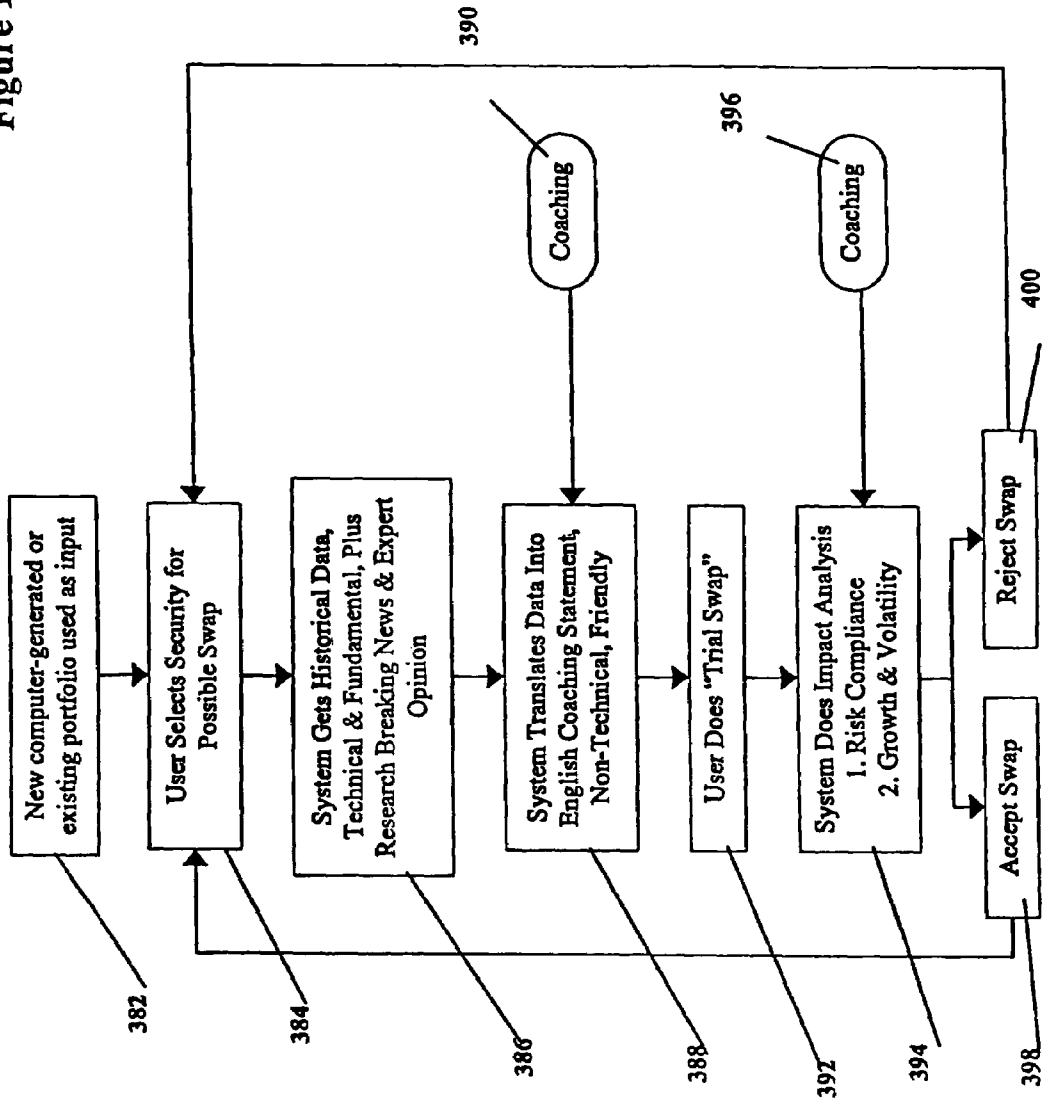 Figure
New computer-generated or
existing portfolio used as input
382
User Selects Security for
Possible Swap
384
System Gets Historical Data,
Technical & Fundamental, Plus
Research Breaking News & Expert
Opinion
386
System Translates Data Into
English Coaching Statement,
Non-Technical, Friendly
388
Coaching
390
User Does "Trial Swap"
392
System Does Impact Analysis
1. Risk Compliance
2. Growth & Volatility
394
Coaching
396
Accept Swap
398
Reject Swap
400